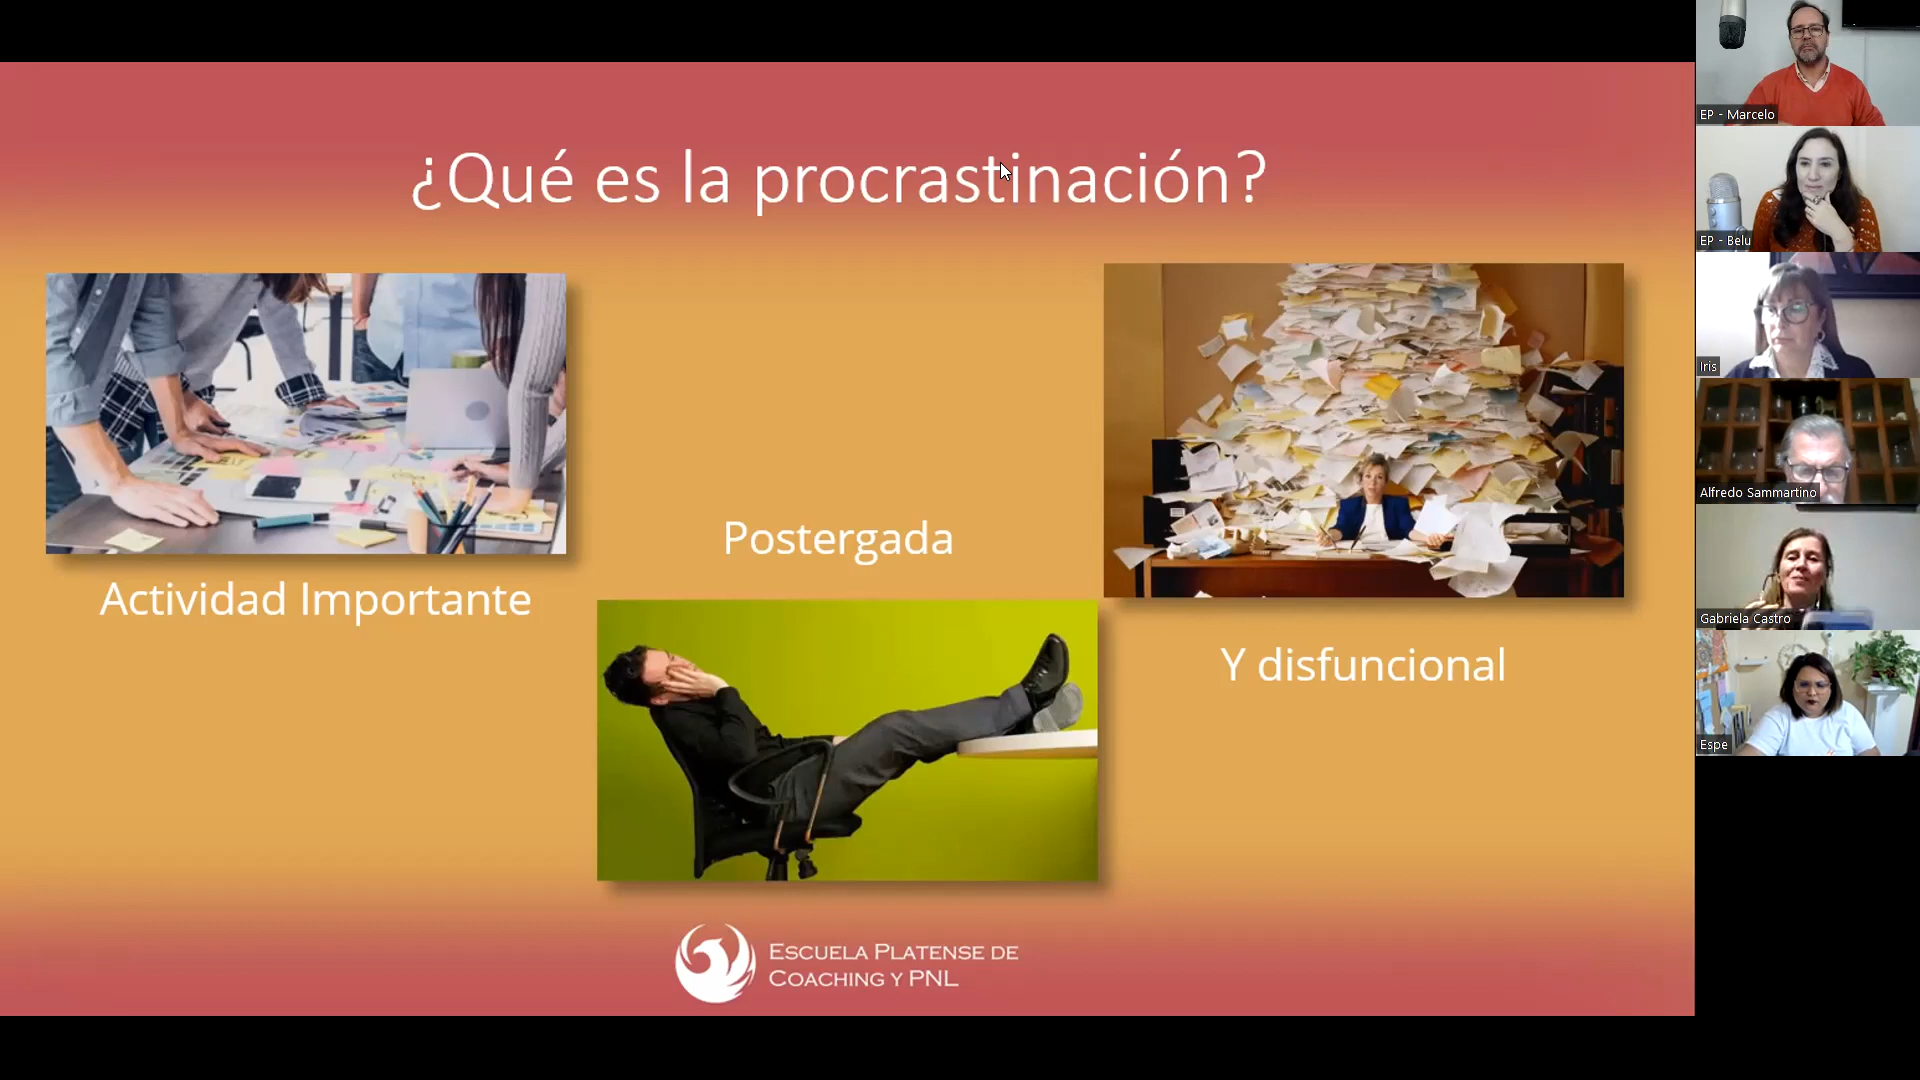 ¿Qué es la procrastinación?
Actividad Importante
Postergada
Y disfuncional
ESCUELA PLATENSE DE
COACHING Y PNL
EP - Marcelo
EP - Belu
Iris
Alfredo Sammartino
Gabriela Castro
Espe